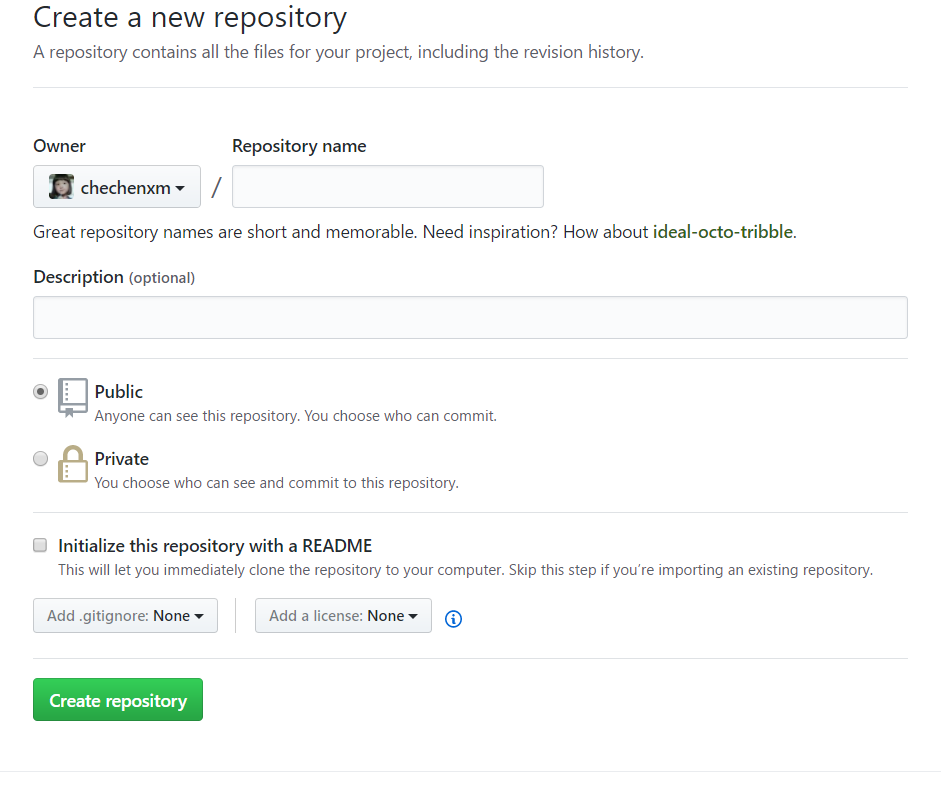 Create a new repository
A repository contains all the files for your project, including the revision history.
Owner
Repository name
chechenxm
/
Great repository names are short and memorable. Need inspiration? How about ideal-octo-tribble.
Description (optional)
Public
Anyone can see this repository. You choose who can commit.
Private
You choose who can see and commit to this repository.
Initialize this repository with a README
This will let you immediately clone the repository to your computer. Skip this step if you’re importing an existing repository.
Add .gitignore: None
Add a license: None
Create repository